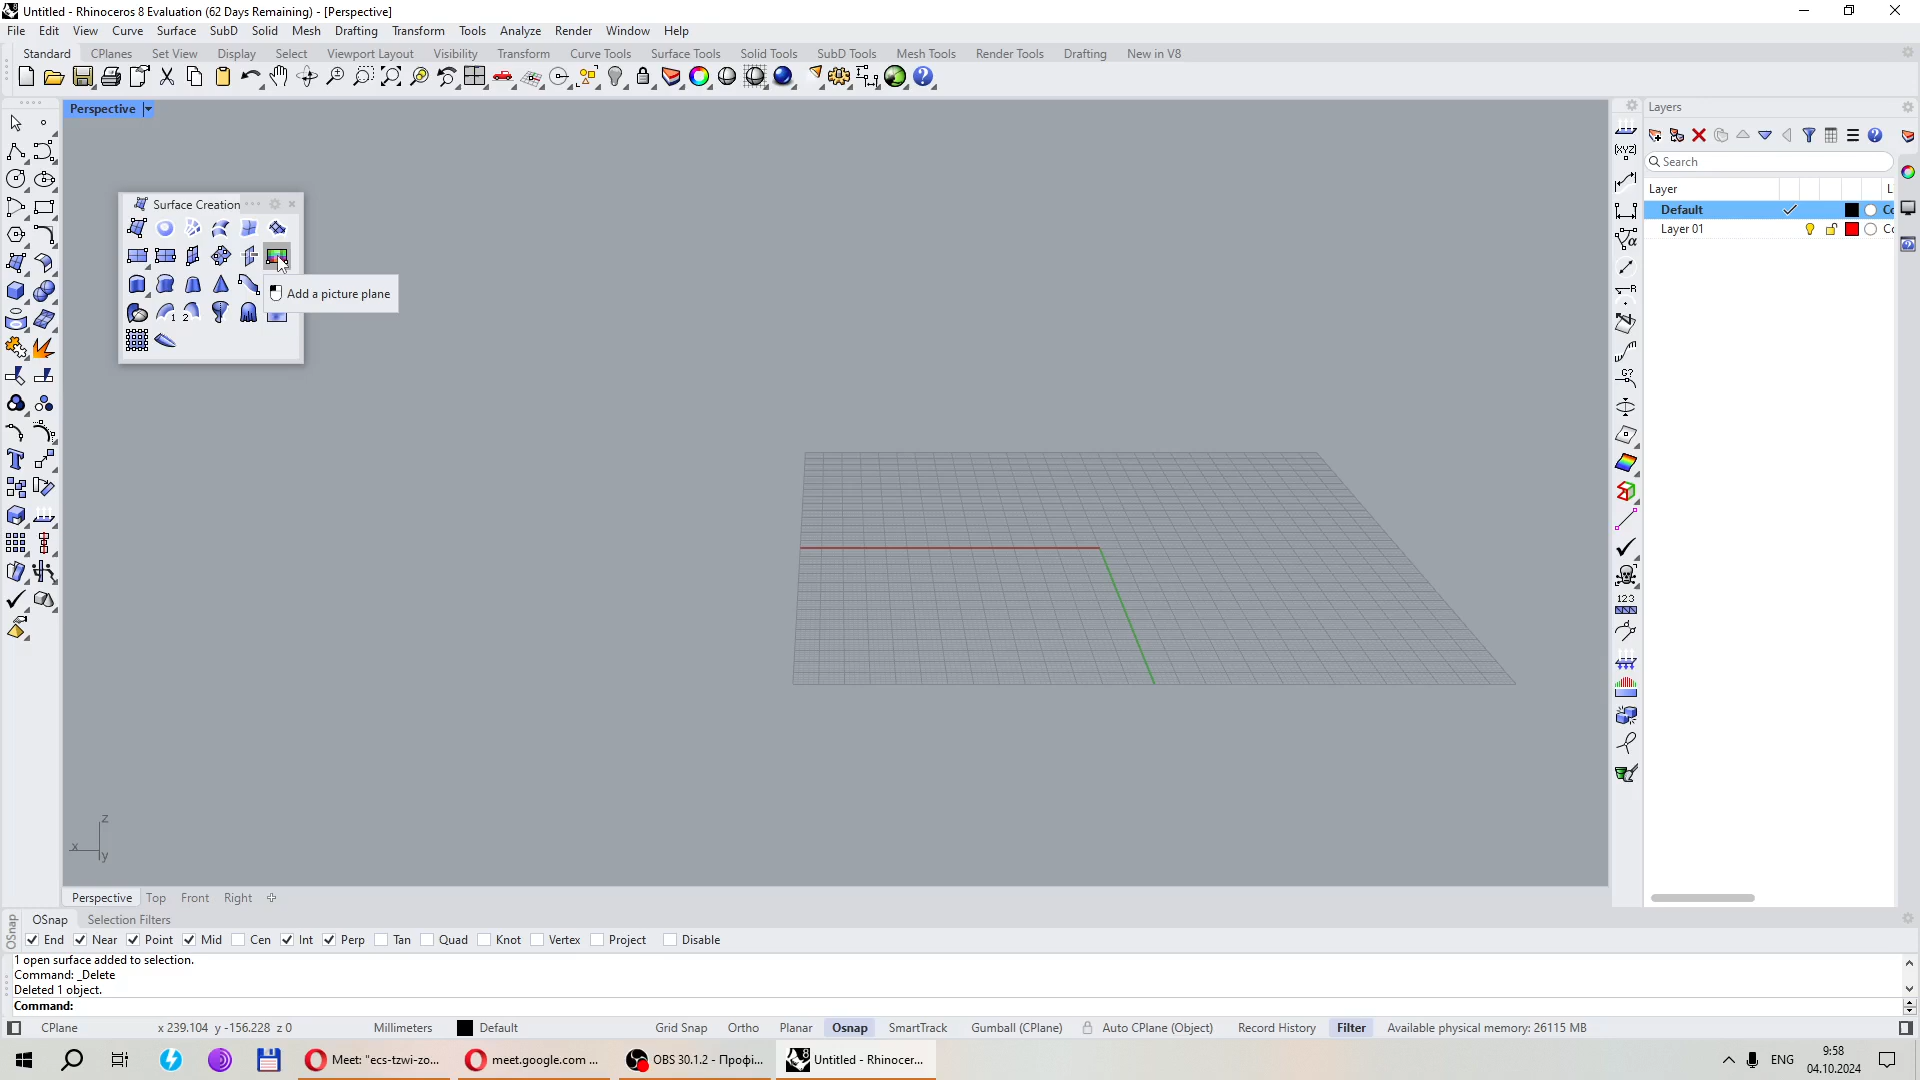 Untitled - Rhinoceros 8 Evaluation (62 Days Remaining) - [Perspective]
File Edit View Curve Surface SubD Solid Mesh Drafting Transform Tools Analyze Render Window Help
Standard CPlanes Set View Display Select Viewport Layout Visibility Transform Curve Tools Surface Tools Solid Tools SubD Tools Mesh Tools Render Tools Drafting New in V8
Perspective
Layers
Search
Layer L
Default Co
Layer 01 Co
Surface Creation
Add a picture plane
1 2
(XYZ)
R
G?
123
z
x
y
Perspective Top Front Right
OSnap
OSnap Selection Filters
End Near Point Mid Cen Int Perp Tan Quad Knot Vertex Project Disable
1 open surface added to selection.
Command: _Delete
Deleted 1 object.
Command:
CPlane x 239.104 y -156.228 z 0 Millimeters Default Grid Snap Ortho Planar Osnap SmartTrack Gumball (CPlane) Auto CPlane (Object) Record History Filter Available physical memory: 26115 MB
Meet: "ecs-tzwi-zo... meet.google.com ... OBS 30.1.2 - Профі... Untitled - Rhinocer... ENG 9:58
04.10.2024